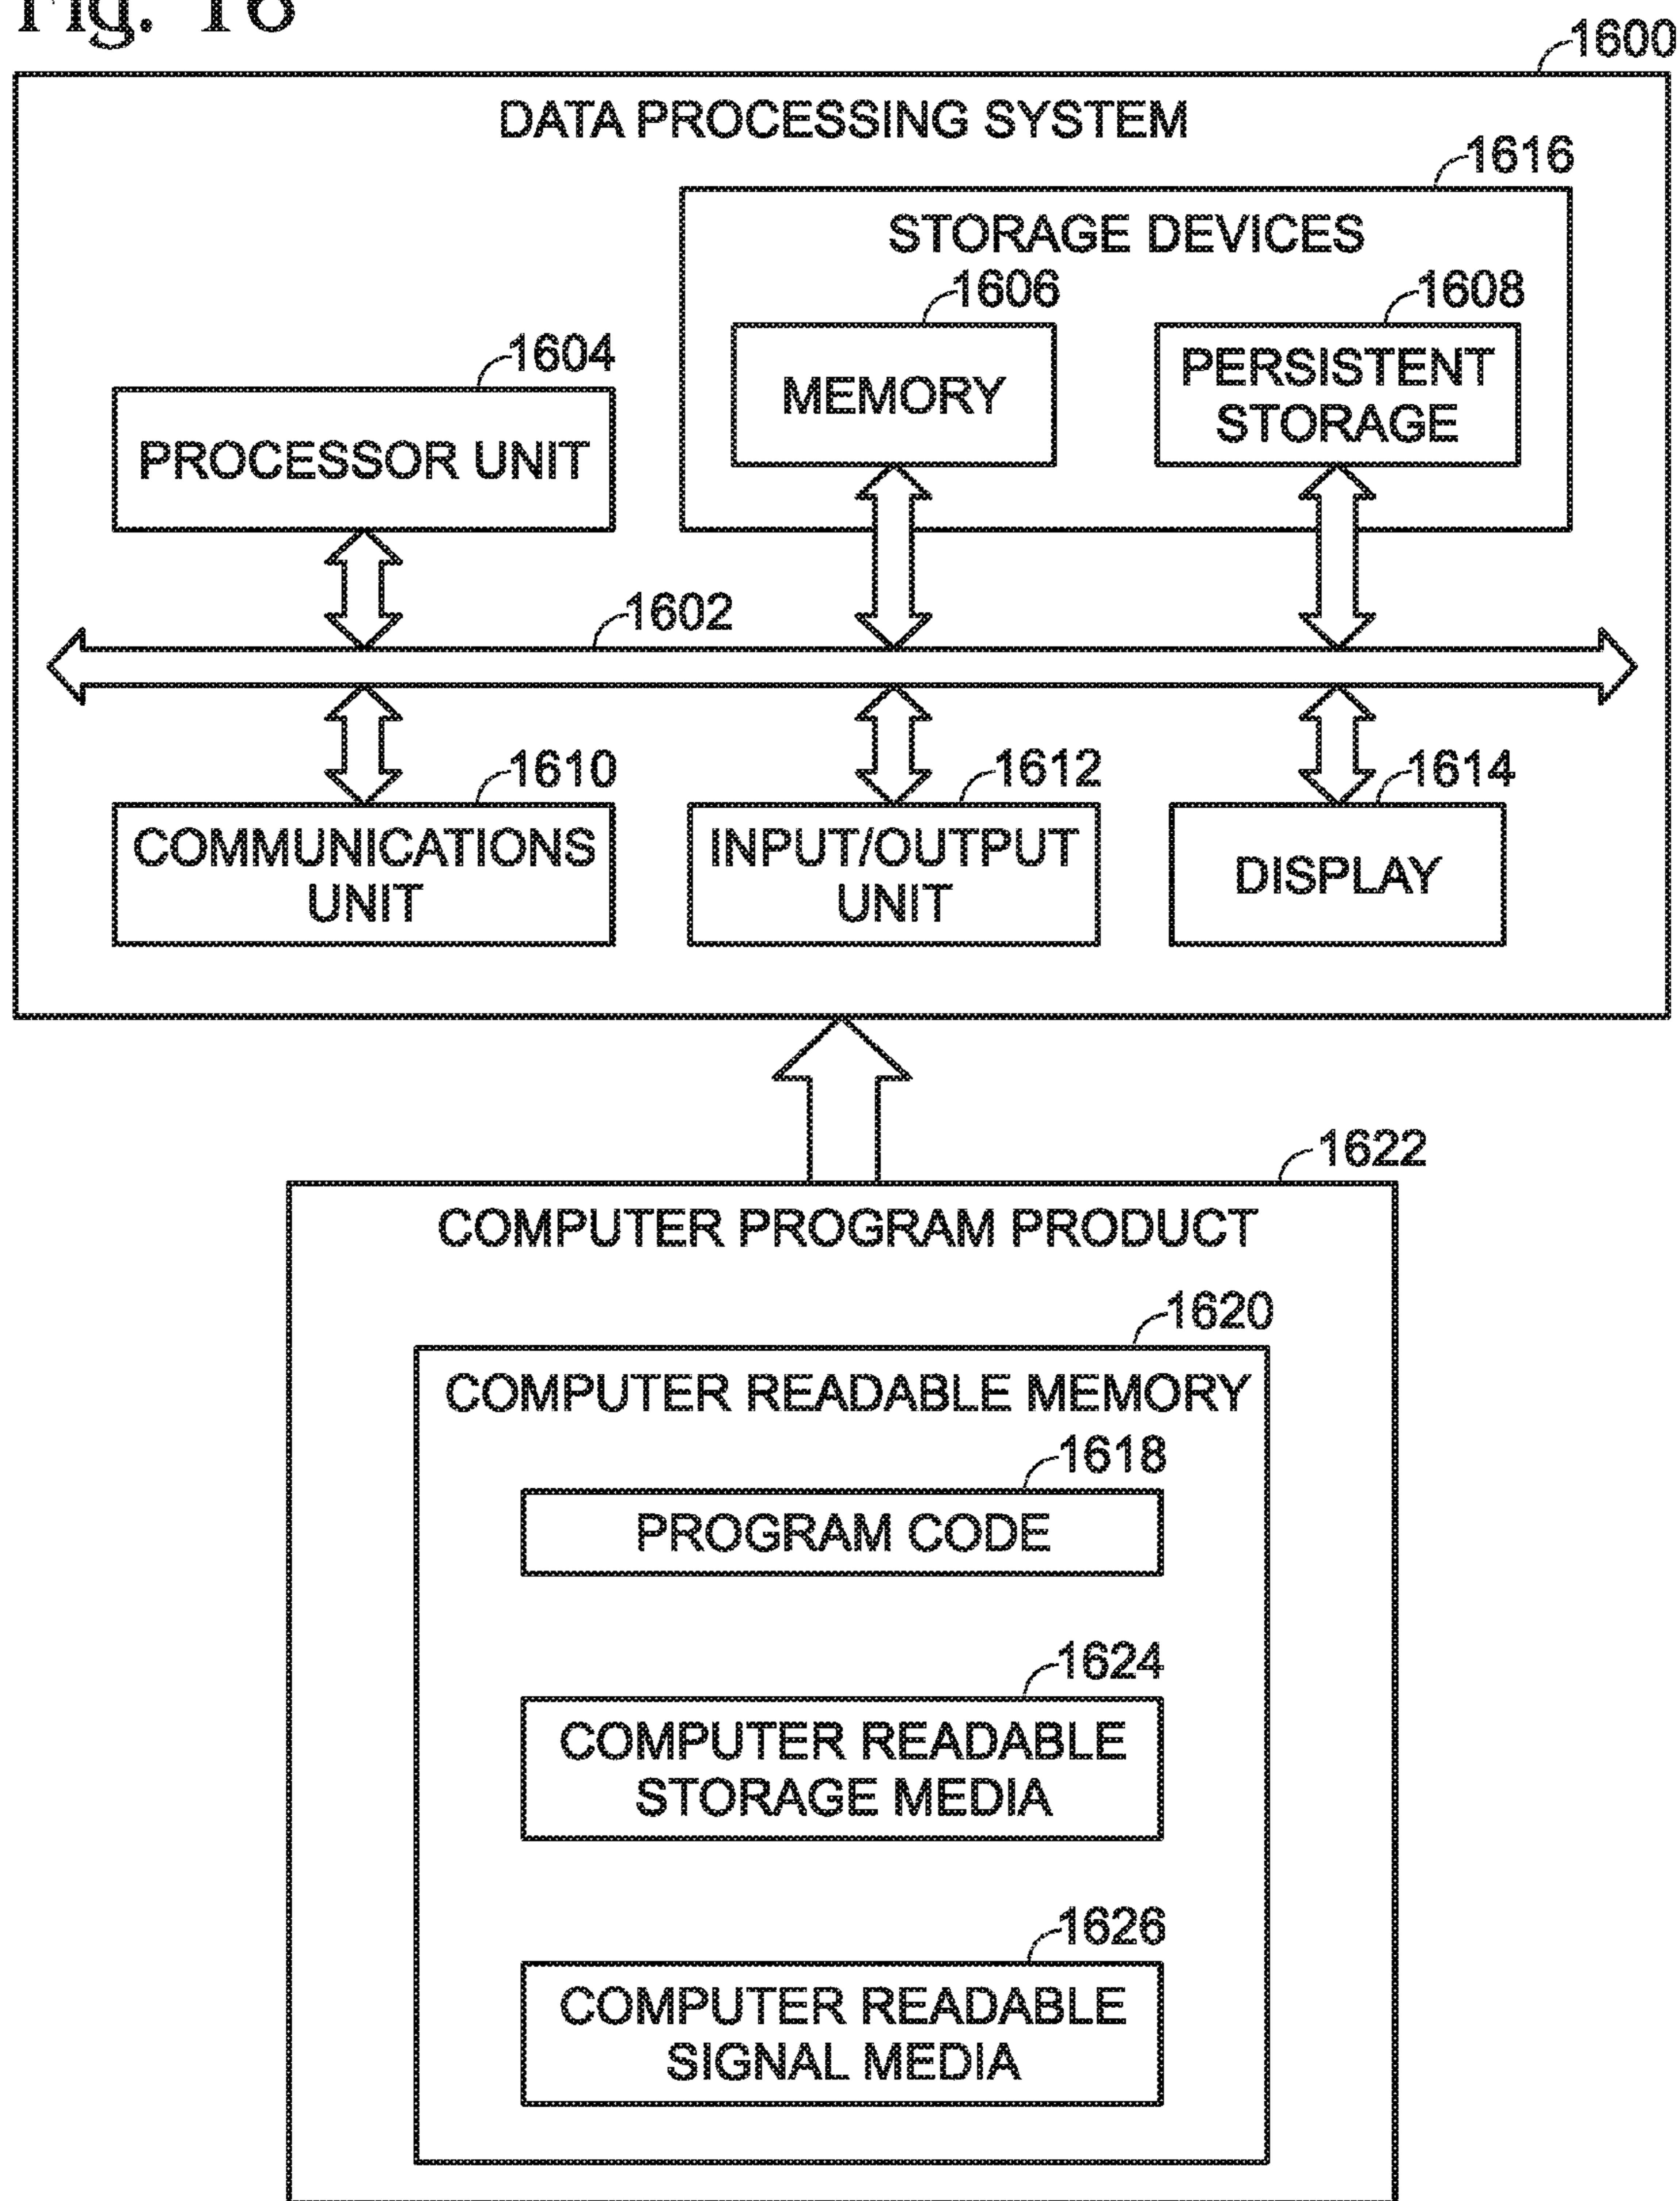 Fig. 16
1600
DATA PROCESSING SYSTEM
1616
STORAGE DEVICES
1606
1608
1604
MEMORY
PERSISTENT
STORAGE
PROCESSOR UNIT
1602
1610
1612
1614
COMMUNICATIONS
UNIT
INPUT/OUTPUT
UNIT
DISPLAY
1622
COMPUTER PROGRAM PRODUCT
1620
COMPUTER READABLE MEMORY
1618
PROGRAM CODE
1624
COMPUTER READABLE
STORAGE MEDIA
1626
COMPUTER READABLE
SIGNAL MEDIA